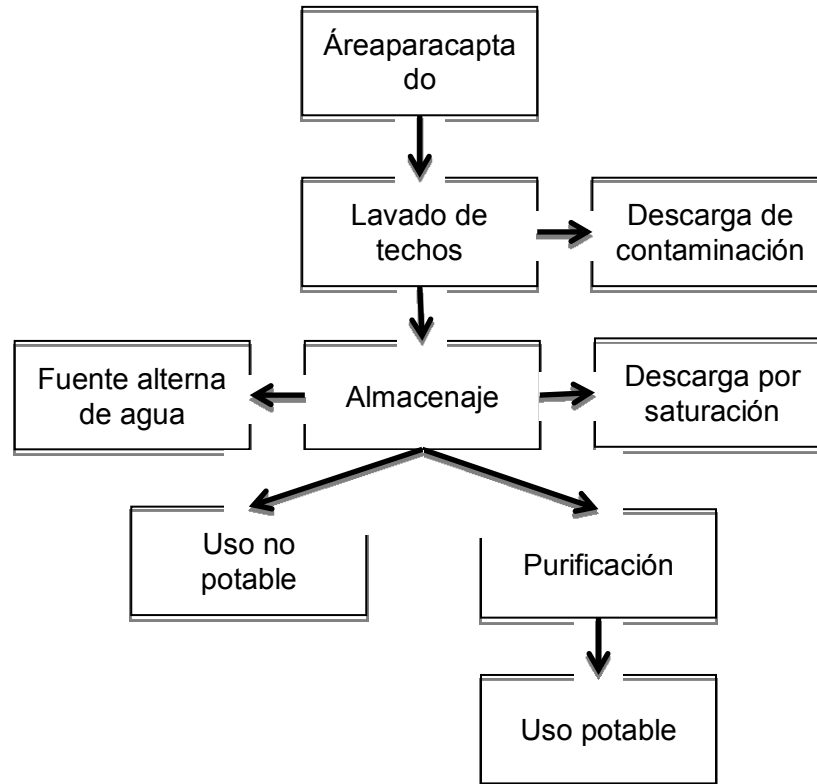 Áreaparacapta
do
Lavado de
techos
Descarga de
contaminación
Fuente alterna
de agua
Almacenaje
Descarga por
saturación
Uso no
potable
Purificación
Uso potable